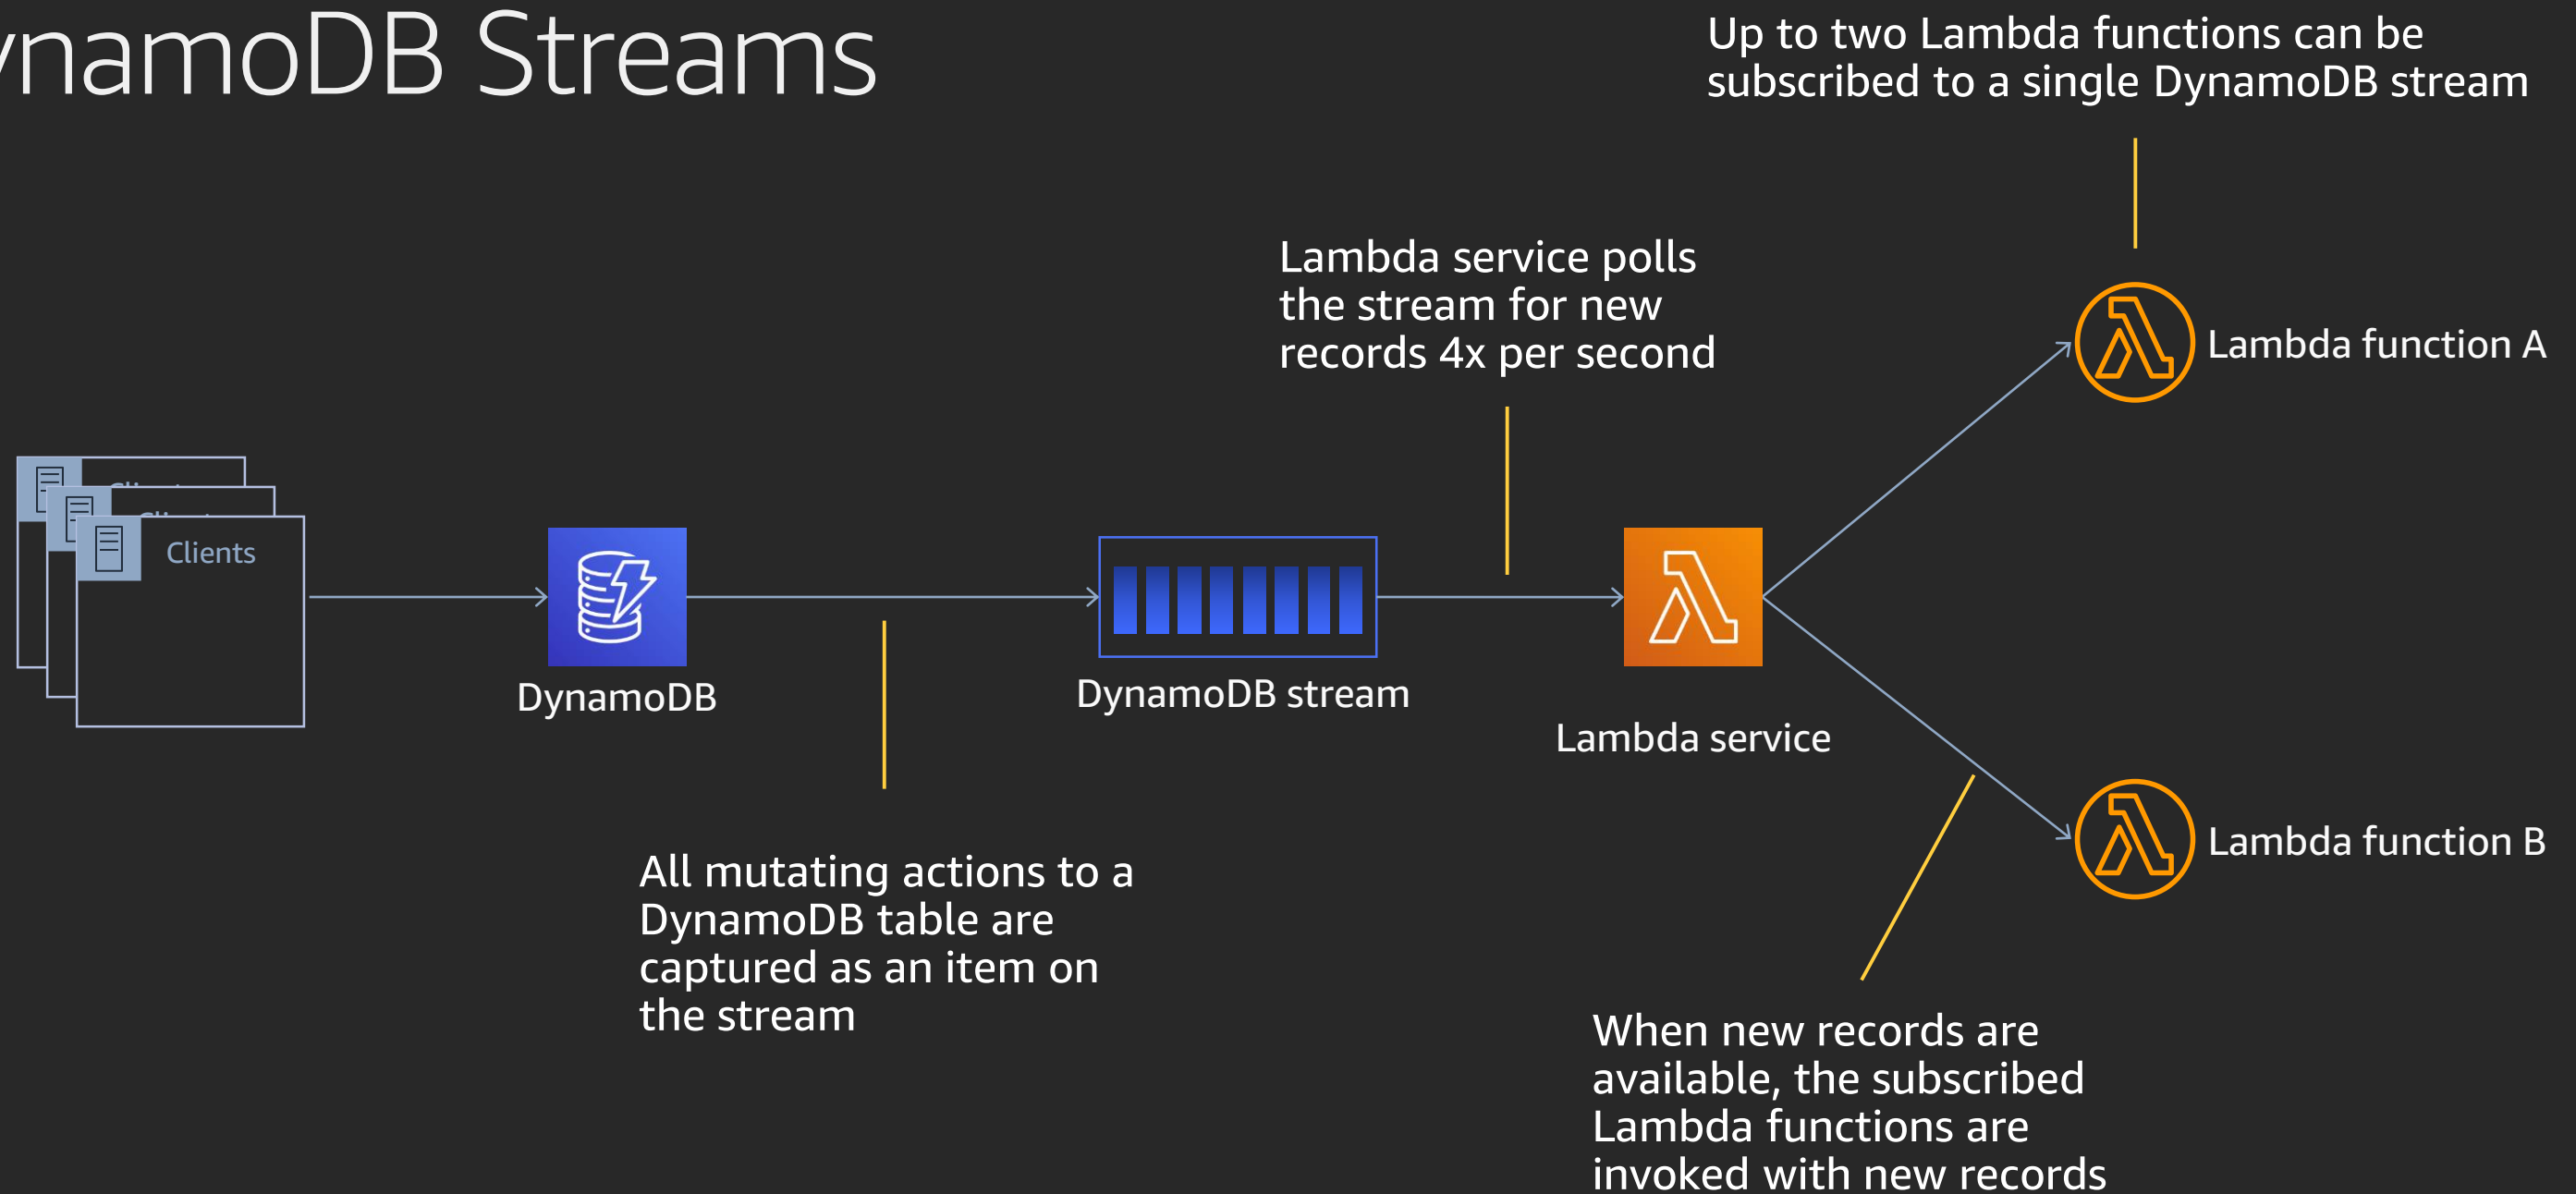 ynamoDB Streams
Up to two Lambda functions can be
subscribed to a single DynamoDB stream
Lambda service polls
the stream for new
records 4x per second
Lambda function A
Clients
DynamoDB
DynamoDB stream
Lambda service
Lambda function B
All mutating actions to a
DynamoDB table are
captured as an item on
the stream
When new records are
available, the subscribed
Lambda functions are
invoked with new records